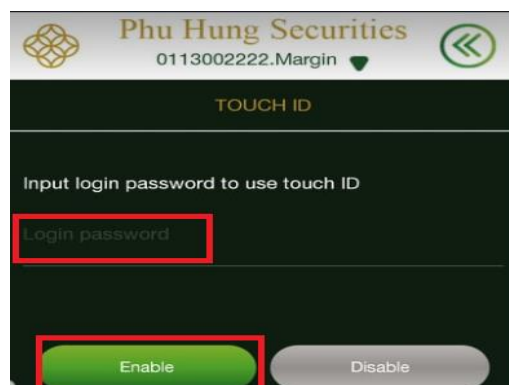 Phu Hung Securities
0113002222.Margin
TOUCH ID
Input login password to use touch ID
Login password
Enable
Disable